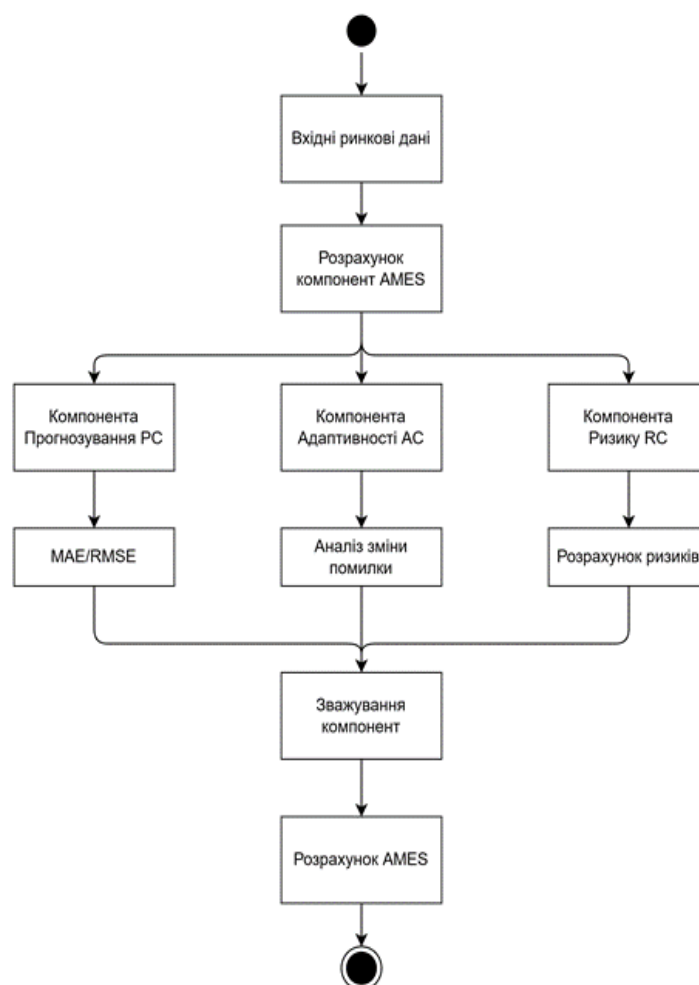 Вхідні ринкові дані
Розрахунок
компонент AMES
Компонента
Прогнозування PC
Компонента
Адаптивності AC
Компонента
Ризику RC
MAE/RMSE
Аналіз зміни
помилки
Розрахунок ризиків
Зважування
компонент
Розрахунок AMES